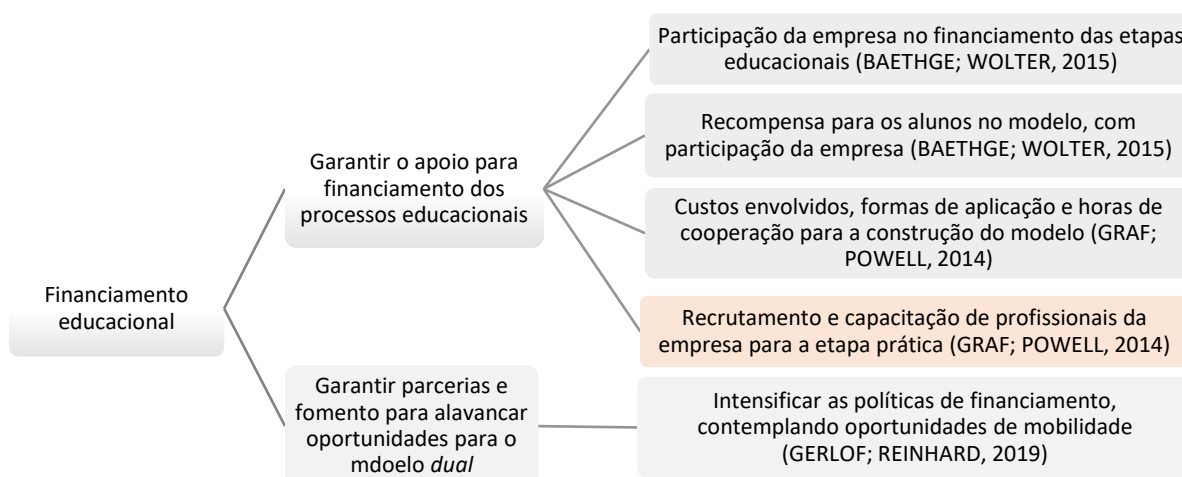 Financiamento
educacional
Garantir o apoio para
financiamento dos
processos educacionais
Participação da empresa no financiamento das etapas
educacionais (BAETHGE; WOLTER, 2015)
Recompensa para os alunos no modelo, com
participação da empresa (BAETHGE; WOLTER, 2015)
Custos envolvidos, formas de aplicação e horas de
cooperação para a construção do modelo (GRAF;
POWELL, 2014)
Recrutamento e capacitação de profissionais da
empresa para a etapa prática (GRAF; POWELL, 2014)
Garantir parcerias e
fomento para alavancar
oportunidades para o
mdoelo dual
Intensificar as políticas de financiamento,
contemplando oportunidades de mobilidade
(GERLOF; REINHARD, 2019)